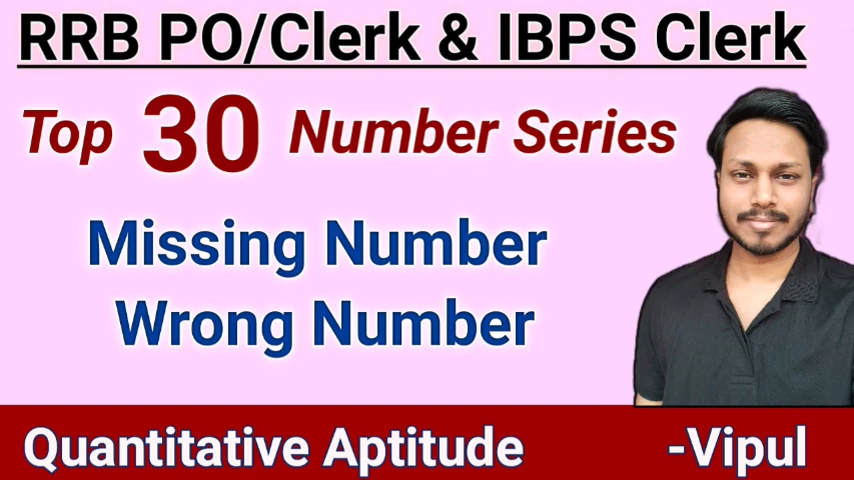 RRB PO/Clerk & IBPS Clerk
Top 30 Number Series
Missing Number
Wrong Number
Quantitative Aptitude -Vipul